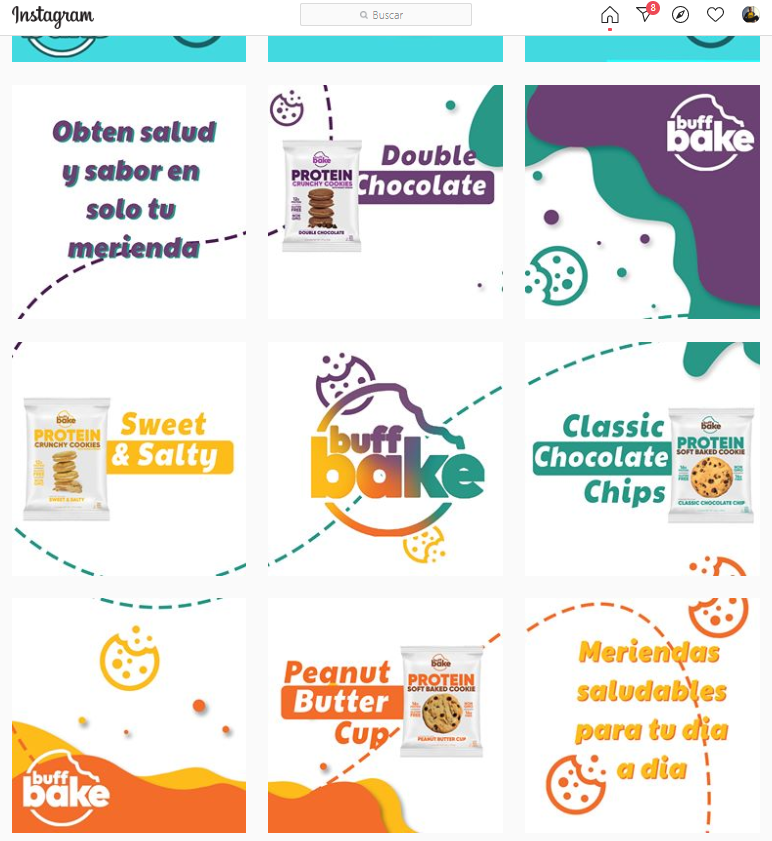 Instagram
Buscar
8
Obten salud
y sabor en
solo tu
merienda
buff
bake
PROTEIN
CRUNCHY COOKIES
DOUBLE CHOCOLATE
Double
Chocolate
buff
bake
buff
bake
PROTEIN
CRUNCHY COOKIES
SWEET & SALTY
Sweet
& Salty
buff
bake
Classic
Chocolate
Chips
buff
bake
PROTEIN
SOFT BAKED COOKIE
CLASSIC CHOCOLATE CHIP
buff
bake
Peanut
Butter
Cup
buff
bake
PROTEIN
SOFT BAKED COOKIE
PEANUT BUTTER CUP
Meriendas
saludables
para tu dia
a dia